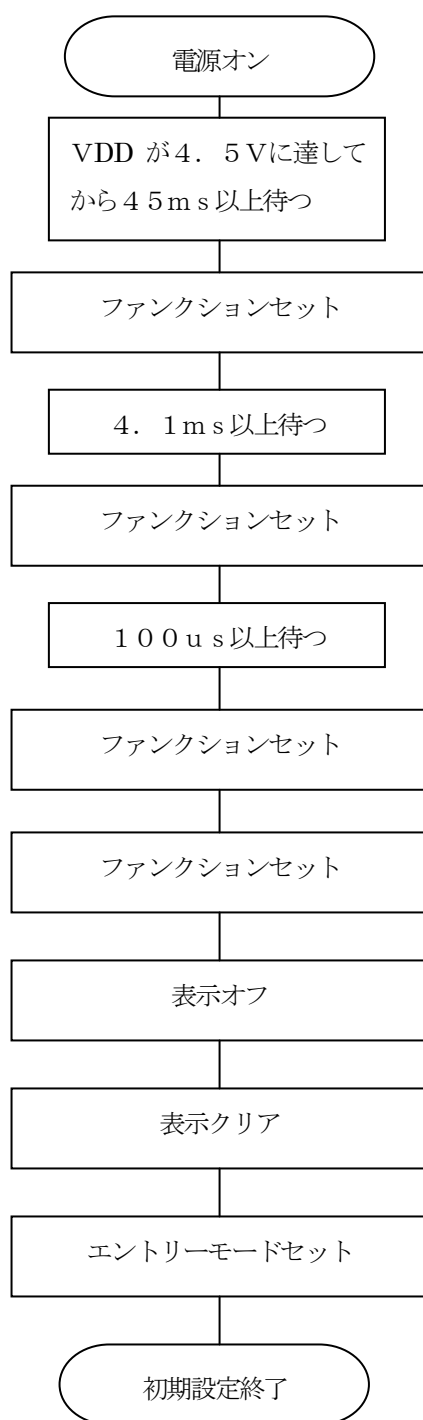 電源オン
VDD が４．５Vに達して
から４５ｍｓ以上待つ
ファンクションセット
４．１ｍｓ以上待つ
ファンクションセット
１００ｕｓ以上待つ
ファンクションセット
ファンクションセット
表示オフ
表示クリア
エントリーモードセット
初期設定終了